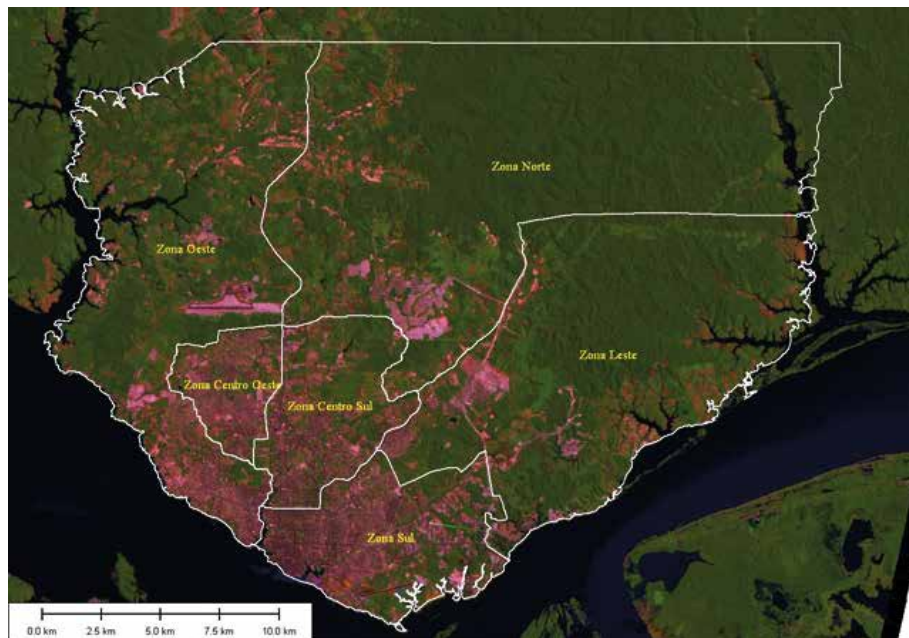 Zona Norte
Zona Oeste
Zona Leste
Zona Centro Oeste
Zona Centro Sul
Zona Sul
0.0 km 2.5 km 5.0 km 7.5 km 10.0 km